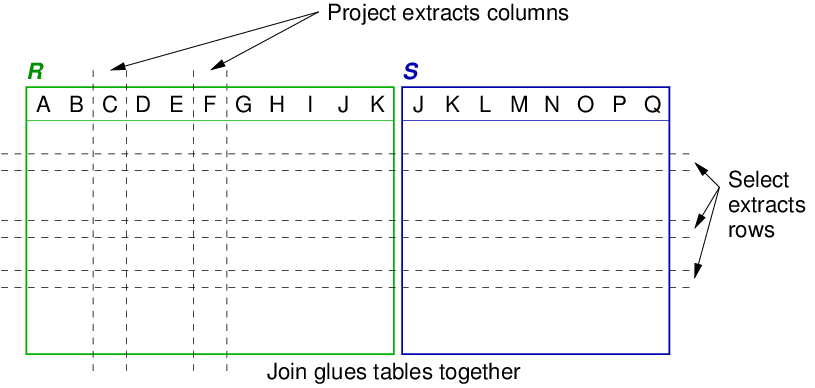 Project extracts columns
R
S
A B C D E F G H I J K
J K L M N O P Q
Select
extracts
rows
Join glues tables together